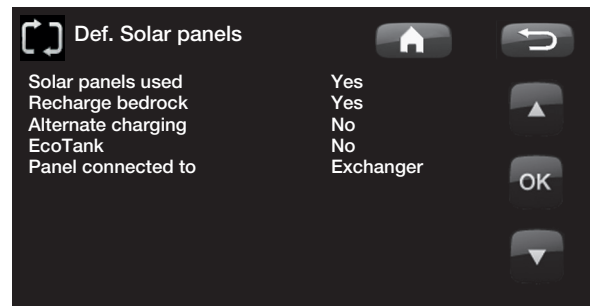 Def. Solar panels
Solar panels used Yes
Recharge bedrock Yes
Alternate charging No
EcoTank No
Panel connected to Exchanger
OK